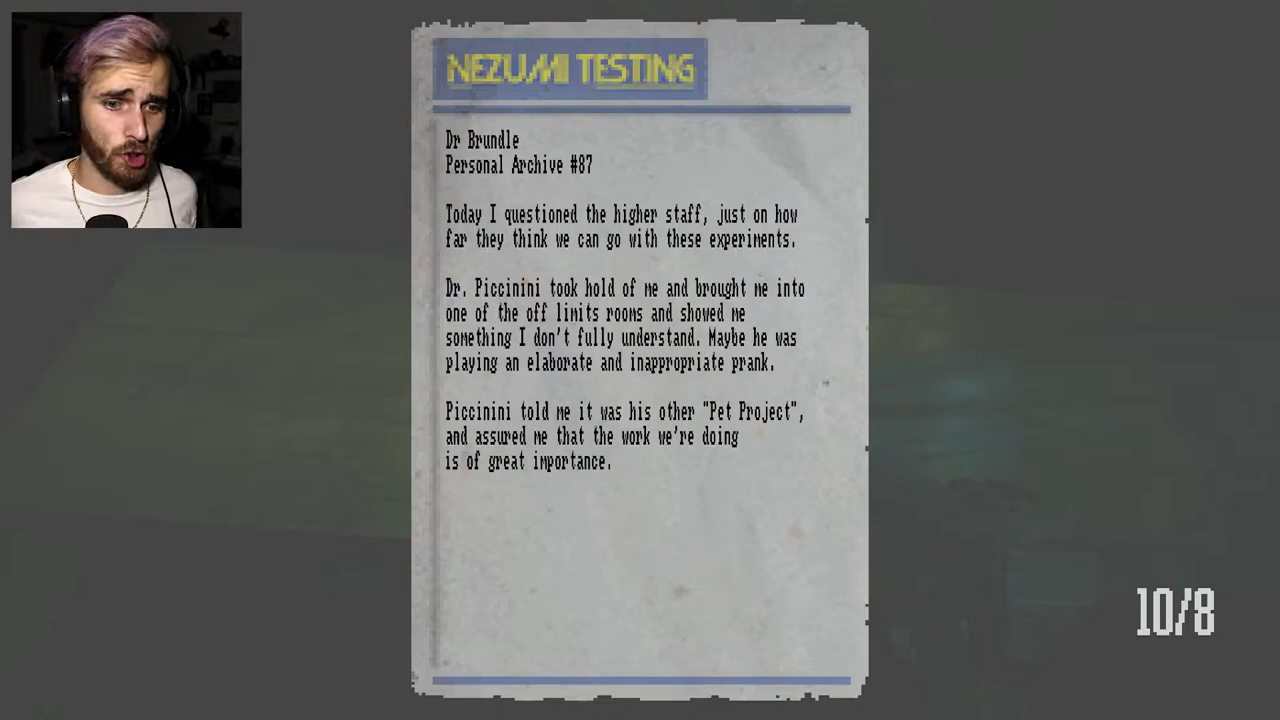 NEZUMI TESTING
Dr Brundle
Personal Archive #87
Today I questioned the higher staff, just on how
far they think we can go with these experiments.
Dr. Piccinini took hold of me and brought me into
one of the off limits rooms and showed me
something I don't fully understand. Maybe he was
playing an elaborate and inappropriate prank.
Piccinini told me it was his other "Pet Project",
and assured me that the work we're doing
is of great importance.
10/8